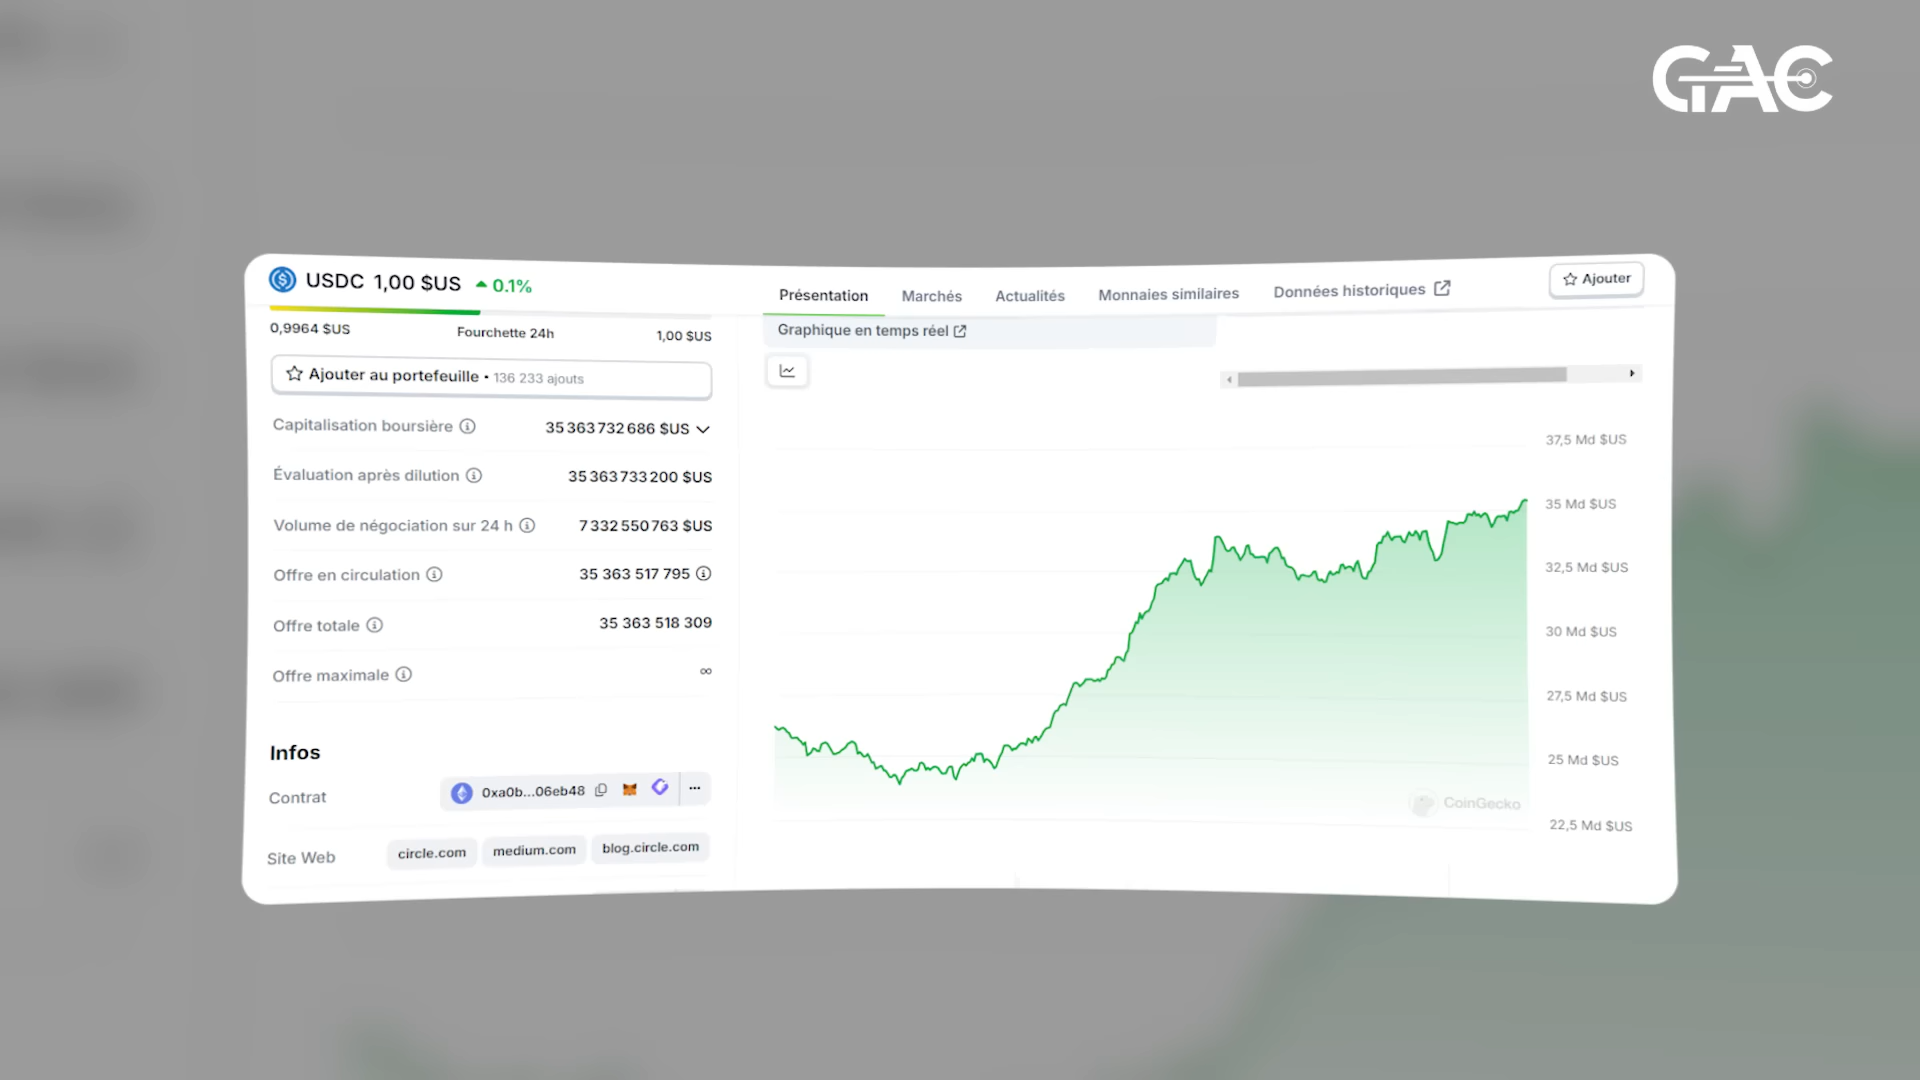 GAC
USDC 1,00 $US 0.1%
Présentation Marchés Actualités Monnaies similaires Données historiques
Ajouter
0,9964 $US Fourchette 24h 1,00 $US
Graphique en temps réel
Ajouter au portefeuille • 136 233 ajouts
Capitalisation boursière 35 363 732 686 $US
Évaluation après dilution 35 363 733 200 $US
Volume de négociation sur 24 h 7 332 550 763 $US
Offre en circulation 35 363 517 795
Offre totale 35 363 518 309
Offre maximale ∞
Infos
Contrat 0xa0b...06eb48 ...
Site Web circle.com medium.com blog.circle.com
37,5 Md $US
35 Md $US
32,5 Md $US
30 Md $US
27,5 Md $US
25 Md $US
22,5 Md $US
CoinGecko